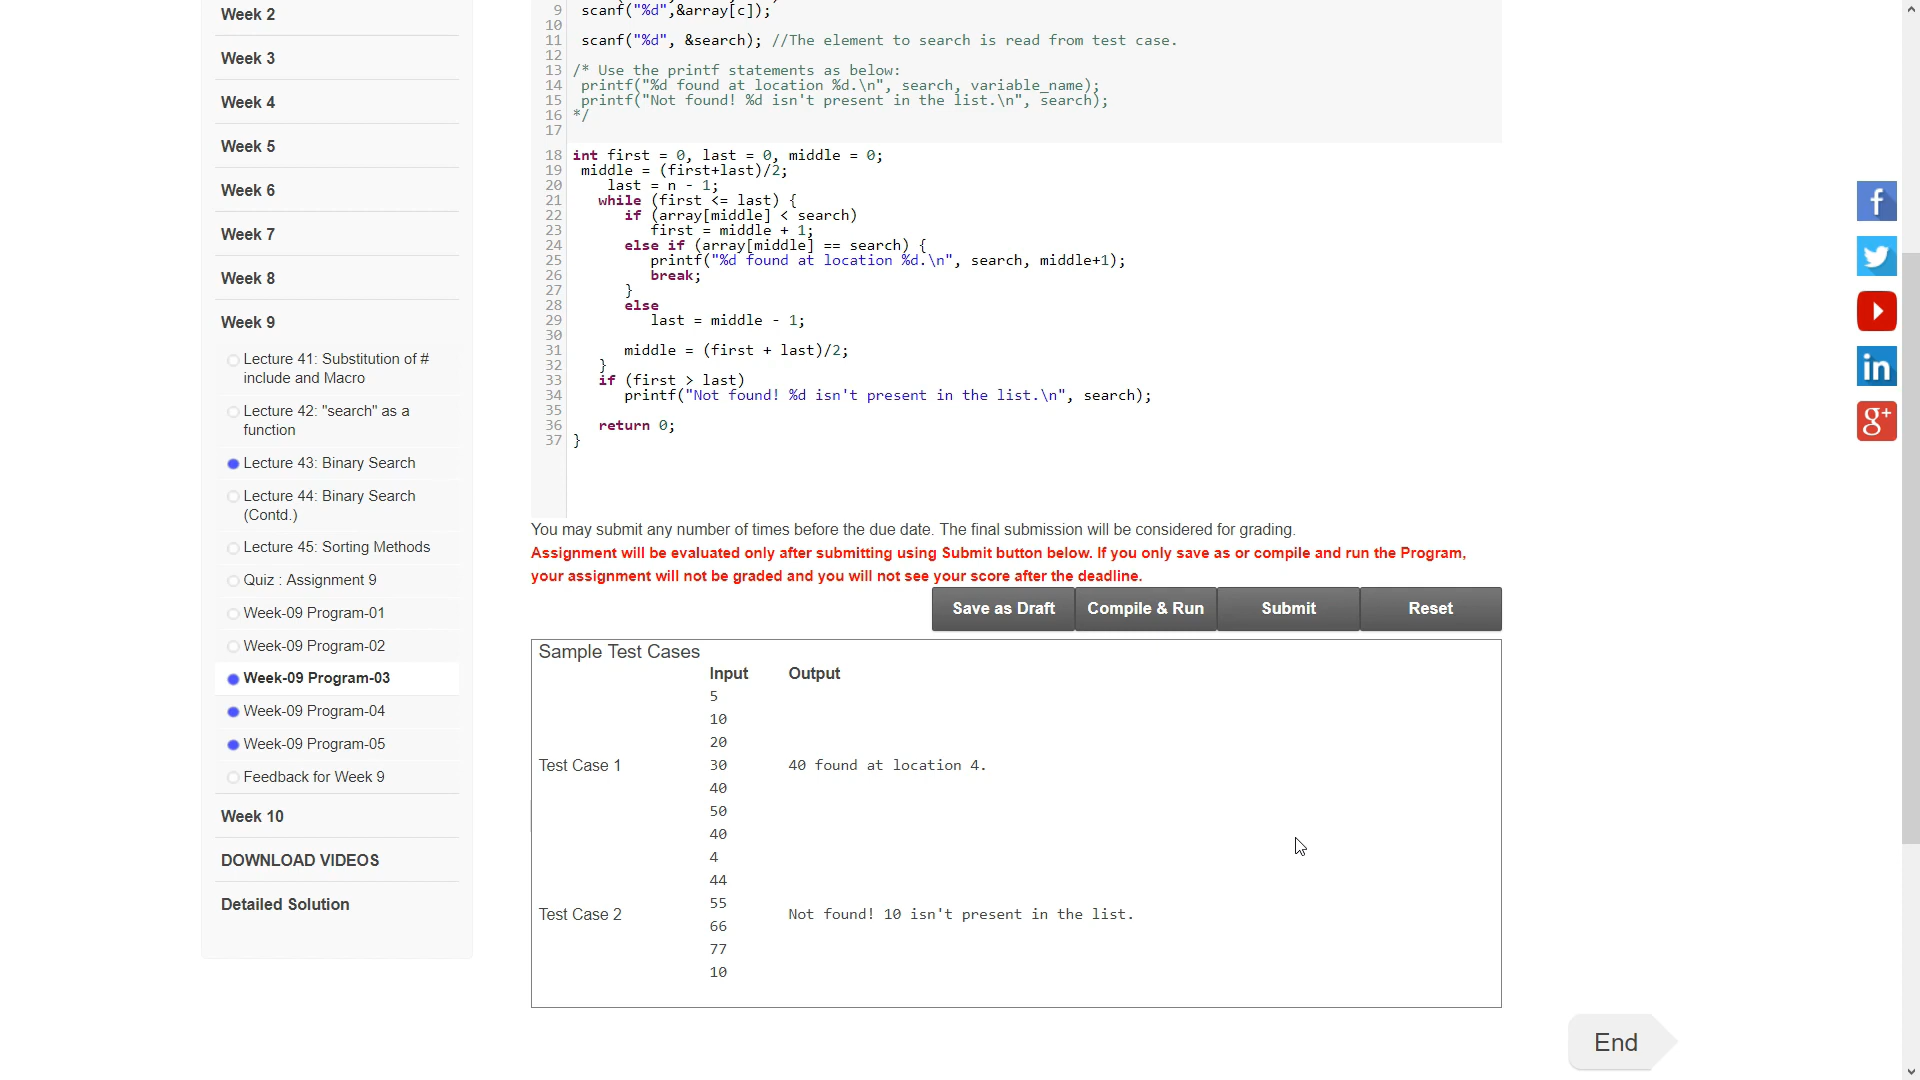 Week 2
Week 3
Week 4
Week 5
Week 6
Week 7
Week 8
Week 9
Lecture 41: Substitution of #
include and Macro
Lecture 42: "search" as a
function
Lecture 43: Binary Search
Lecture 44: Binary Search
(Contd.)
Lecture 45: Sorting Methods
Quiz : Assignment 9
Week-09 Program-01
Week-09 Program-02
Week-09 Program-03
Week-09 Program-04
Week-09 Program-05
Feedback for Week 9
Week 10
DOWNLOAD VIDEOS
Detailed Solution
9 scanf("%d",&array[c]);
10
11 scanf("%d", &search); //The element to search is read from test case.
12
13 /* Use the printf statements as below:
14 printf("%d found at location %d.\n", search, variable_name);
15 printf("Not found! %d isn't present in the list.\n", search);
16 */
17
18 int first = 0, last = 0, middle = 0;
19 middle = (first+last)/2;
20 last = n - 1;
21 while (first <= last) {
22 if (array[middle] < search)
23 first = middle + 1;
24 else if (array[middle] == search) {
25 printf("%d found at location %d.\n", search, middle+1);
26 break;
27 }
28 else
29 last = middle - 1;
30
31 middle = (first + last)/2;
32 }
33 if (first > last)
34 printf("Not found! %d isn't present in the list.\n", search);
35
36 return 0;
37 }
You may submit any number of times before the due date. The final submission will be considered for grading.
Assignment will be evaluated only after submitting using Submit button below. If you only save as or compile and run the Program,
your assignment will not be graded and you will not see your score after the deadline.
Save as Draft Compile & Run Submit Reset
Sample Test Cases
Input Output
5
10
20
Test Case 1 30 40 found at location 4.
40
50
40
4
44
55
Test Case 2 Not found! 10 isn't present in the list.
66
77
10
End
f
in
g+